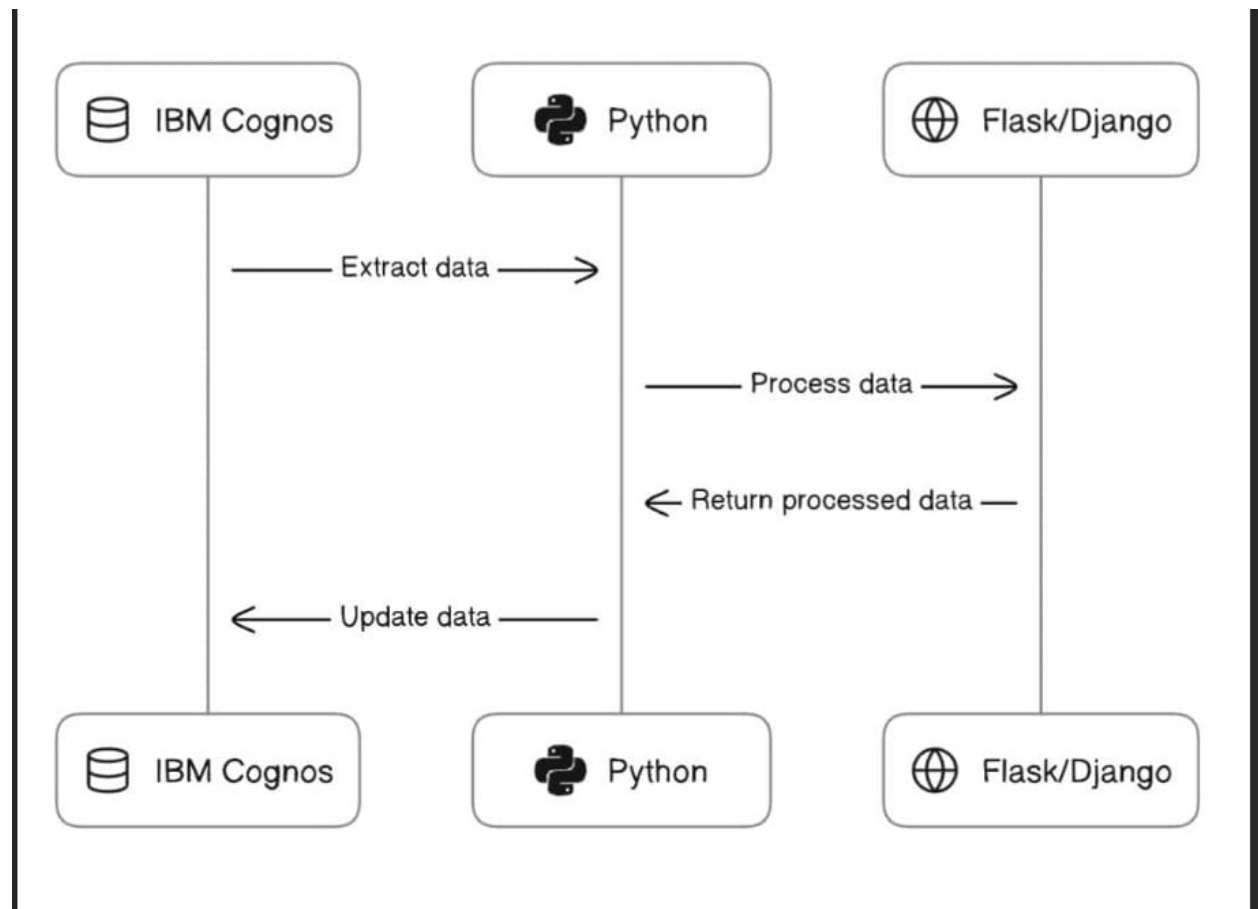 IBM Cognos
Python
Flask/Django
Extract data
Process data
Return processed data
Update data
IBM Cognos
Python
Flask/Django